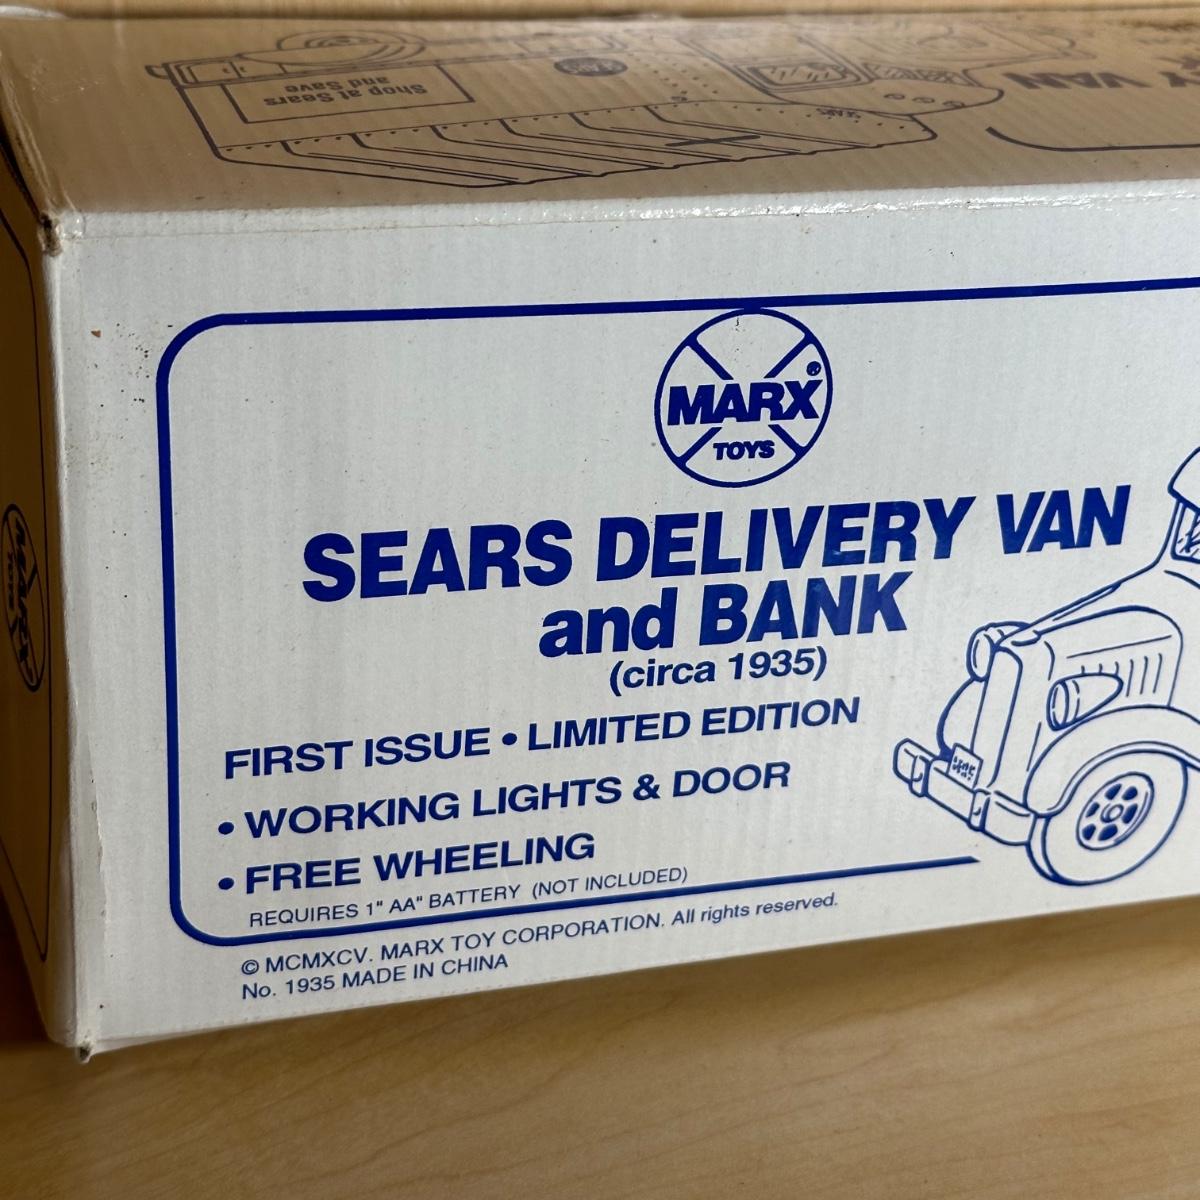 Shop at Sears
and Save
Y VAN
MARX®
TOYS
SEARS DELIVERY VAN
and BANK
(circa 1935)
FIRST ISSUE • LIMITED EDITION
• WORKING LIGHTS & DOOR
• FREE WHEELING
REQUIRES 1" AA" BATTERY (NOT INCLUDED)
© MCMXCV. MARX TOY CORPORATION. All rights reserved.
No. 1935 MADE IN CHINA
MARX
TOYS